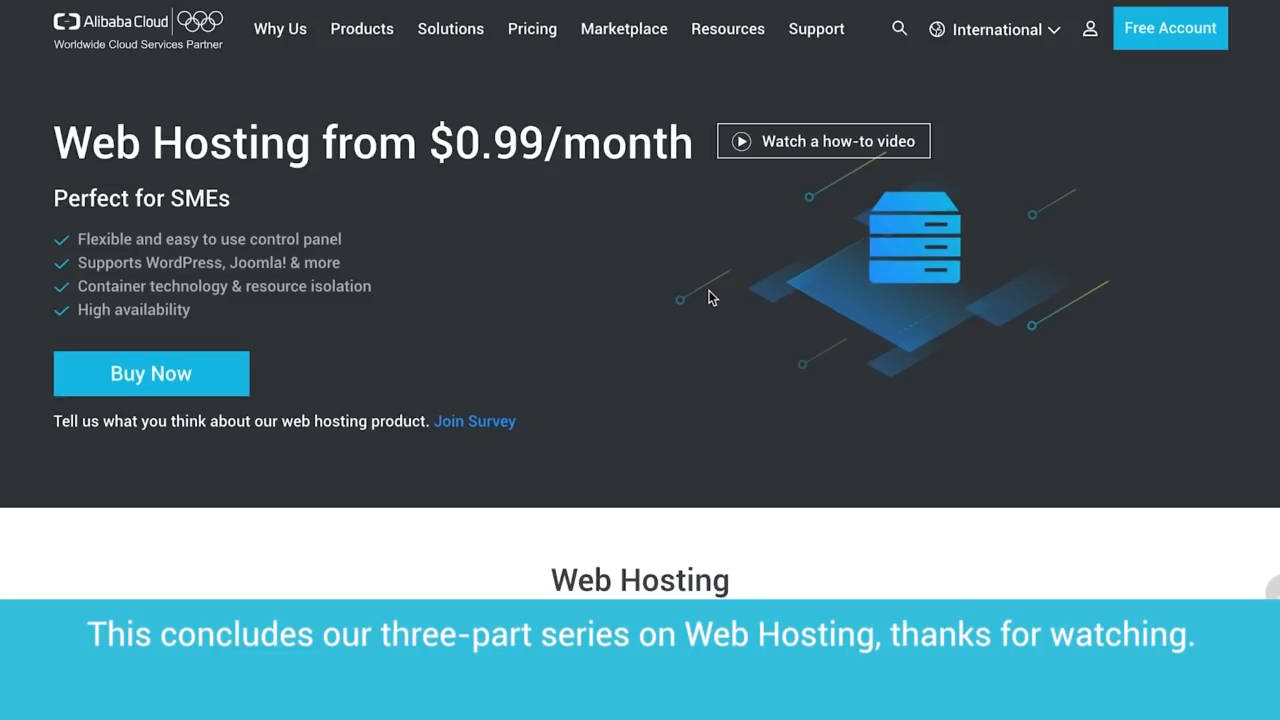 Alibaba Cloud
Worldwide Cloud Services Partner
Why Us
Products
Solutions
Pricing
Marketplace
Resources
Support
International
Free Account
Web Hosting from $0.99/month
Watch a how-to video
Perfect for SMEs
Flexible and easy to use control panel
Supports WordPress, Joomla! & more
Container technology & resource isolation
High availability
Buy Now
Tell us what you think about our web hosting product. Join Survey
Web Hosting
This concludes our three-part series on Web Hosting, thanks for watching.